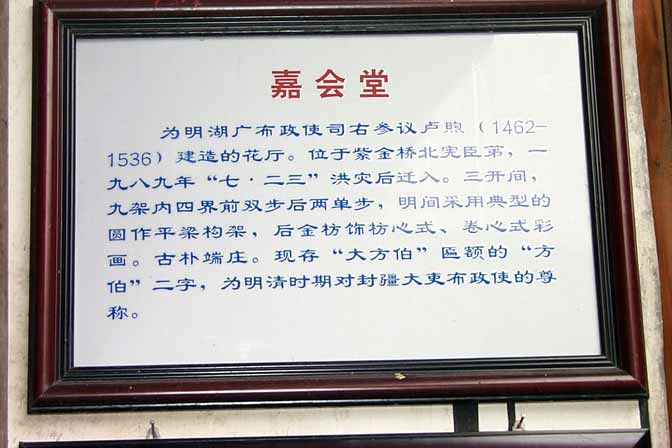 嘉会堂
为明湖广布政使司右参议卢煦（1462-
1536）建造的花厅。位于紫金桥北宪臣第，一
九八九年“七·二三”洪灾后迁入。三开间，
九架内四界前双步后两单步，明间采用典型的
圆作平梁构架，后金枋饰枋心式、卷心式彩
画。古朴端庄。现存“大方伯”匾额的“方
伯”二字，为明清时期对封疆大吏布政使的尊
称。